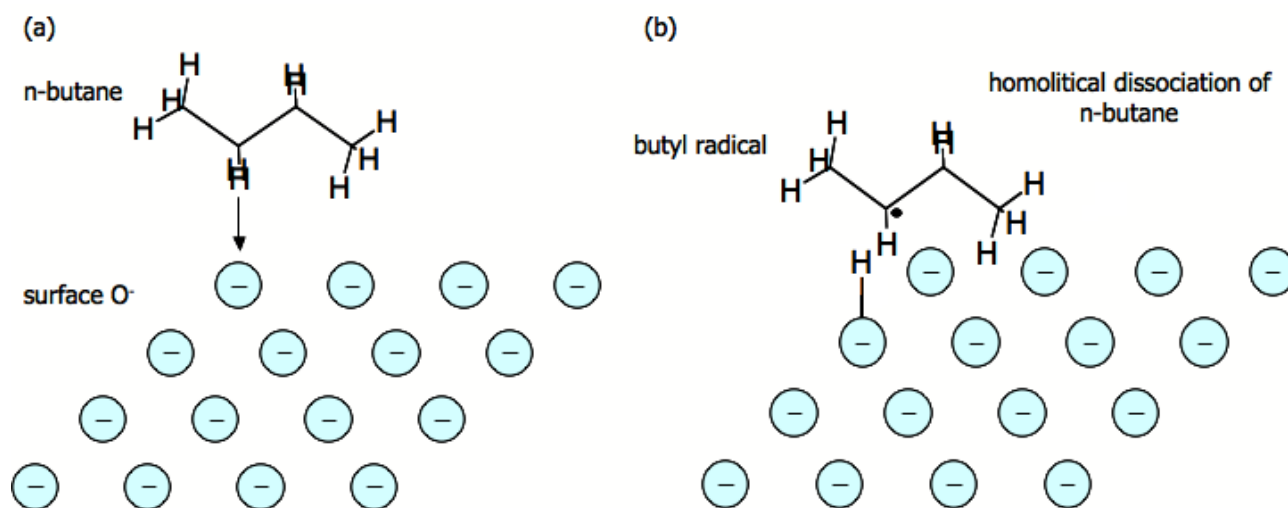 (a)
n-butane
H
H
H
H
H
H
H
H
H
H
surface O⁻
− − − −
− − − −
− − − −
− − − −
(b)
homolitical dissociation of
n-butane
butyl radical
H
H
H
H
H
H
H
H
H
H
− − − −
− − − −
− − − −
− − − −